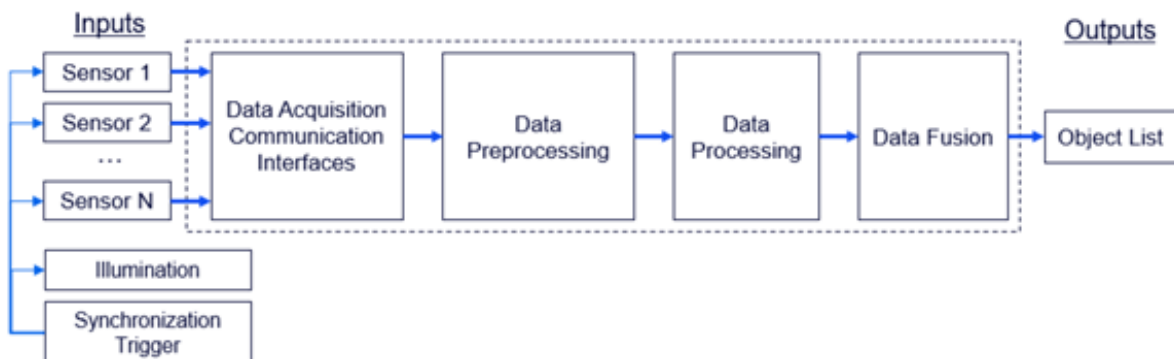 Inputs
Outputs
Sensor 1
Sensor 2
...
Sensor N
Illumination
Synchronization
Trigger
Data Acquisition
Communication
Interfaces
Data
Preprocessing
Data
Processing
Data Fusion
Object List